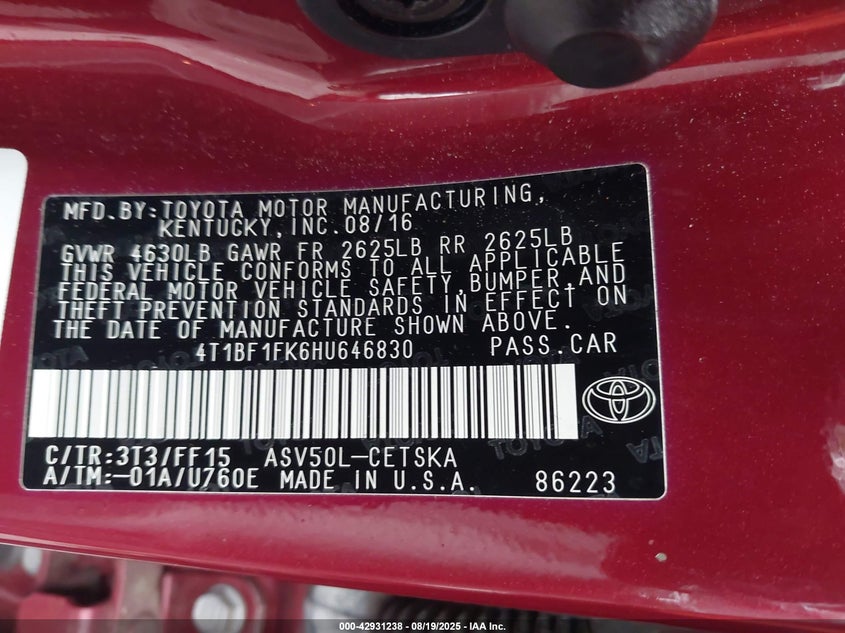 MFD.BY:TOYOTA MOTOR MANUFACTURING,
KENTUCKY,INC.08/16
GVWR 4630LB GAWR FR 2625LB RR 2625LB
THIS VEHICLE CONFORMS TO ALL APPLICABLE
FEDERAL MOTOR VEHICLE SAFETY,BUMPER,AND
THEFT PREVENTION STANDARDS IN EFFECT ON
THE DATE OF MANUFACTURE SHOWN ABOVE.
4T1BF1FK6HU646830 PASS.CAR
C/TR:3T3/FF15 ASV50L-CETSKA
A/TM:-01A/U760E MADE IN U.S.A. 86223
000-42931238 - 08/19/2025 - IAA Inc.